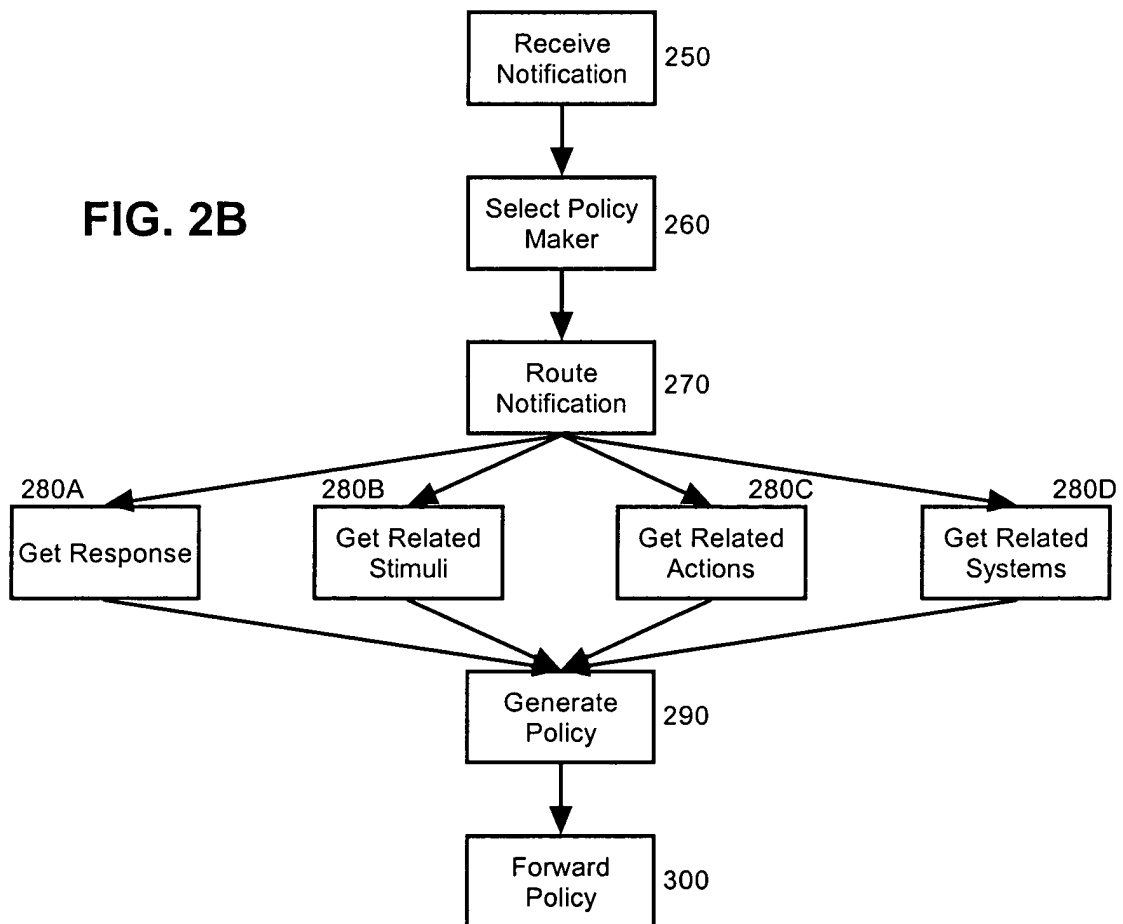 Receive
Notification
250
FIG. 2B
Select Policy
Maker
260
Route
Notification
270
280A
280B
280C
280D
Get Response
Get Related
Stimuli
Get Related
Actions
Get Related
Systems
Generate
Policy
290
Forward
Policy
300